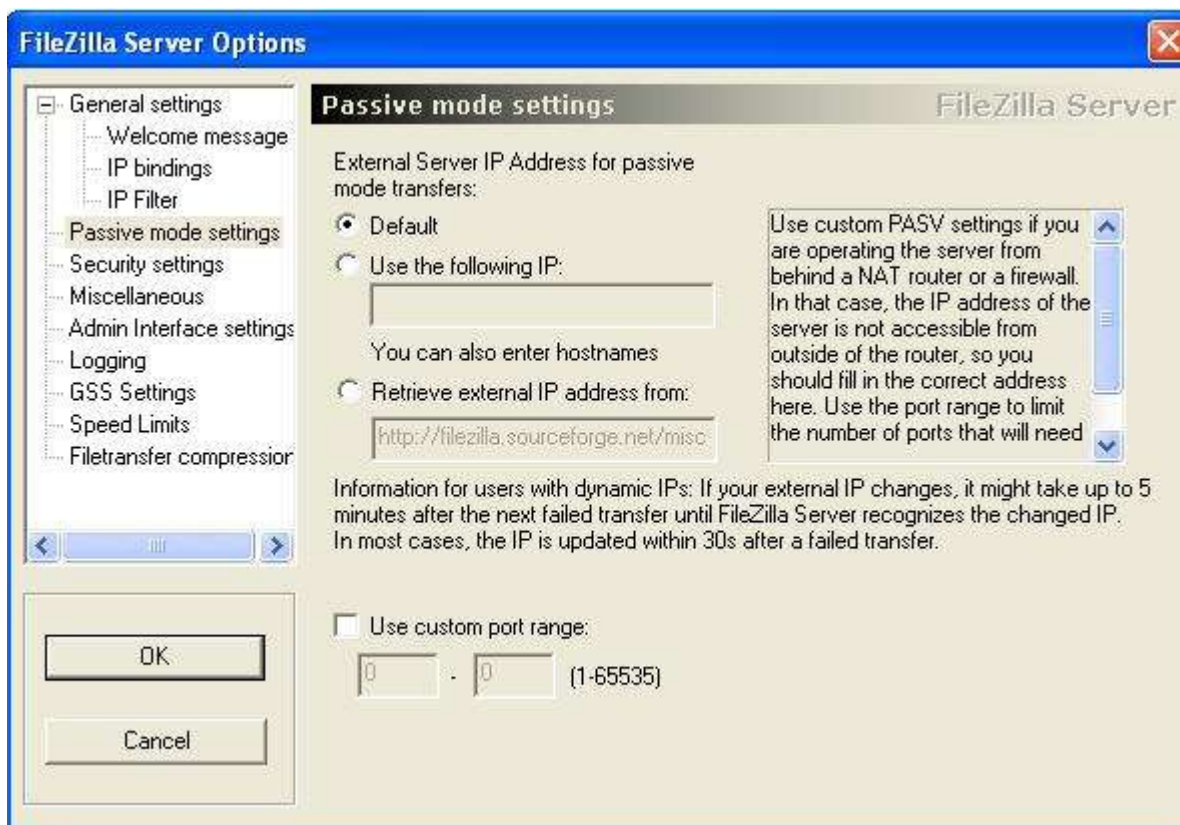 FileZilla Server Options
General settings
Welcome message
IP bindings
IP Filter
Passive mode settings
Security settings
Miscellaneous
Admin Interface settings
Logging
GSS Settings
Speed Limits
Filetransfer compression
OK
Cancel
Passive mode settings
FileZilla Server
External Server IP Address for passive
mode transfers:
Default
Use the following IP:
You can also enter hostnames
Retrieve external IP address from:
http://filezilla.sourceforge.net/misc
Use custom PASV settings if you
are operating the server from
behind a NAT router or a firewall.
In that case, the IP address of the
server is not accessible from
outside of the router, so you
should fill in the correct address
here. Use the port range to limit
the number of ports that will need
Information for users with dynamic IPs: If your external IP changes, it might take up to 5
minutes after the next failed transfer until FileZilla Server recognizes the changed IP.
In most cases, the IP is updated within 30s after a failed transfer.
Use custom port range:
0 - 0 (1-65535)